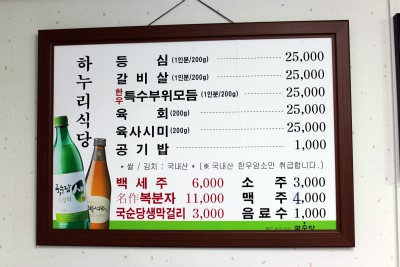 하누리식당
등 심 (1인분/200g) 25,000
갈 비 살 (1인분/200g) 25,000
한우 특수부위모듬 (1인분/200g) 25,000
육 회 (200g) 25,000
육 사 시 미 (200g) 25,000
공 기 밥 1,000
* 쌀 / 김치 : 국내산 * (※ 국내산 한우암소만 취급합니다.)
백 세 주 6,000 소 주 3,000
名作 복분자 11,000 맥 주 4,000
국순당생막걸리 3,000 음료수 1,000
국순당